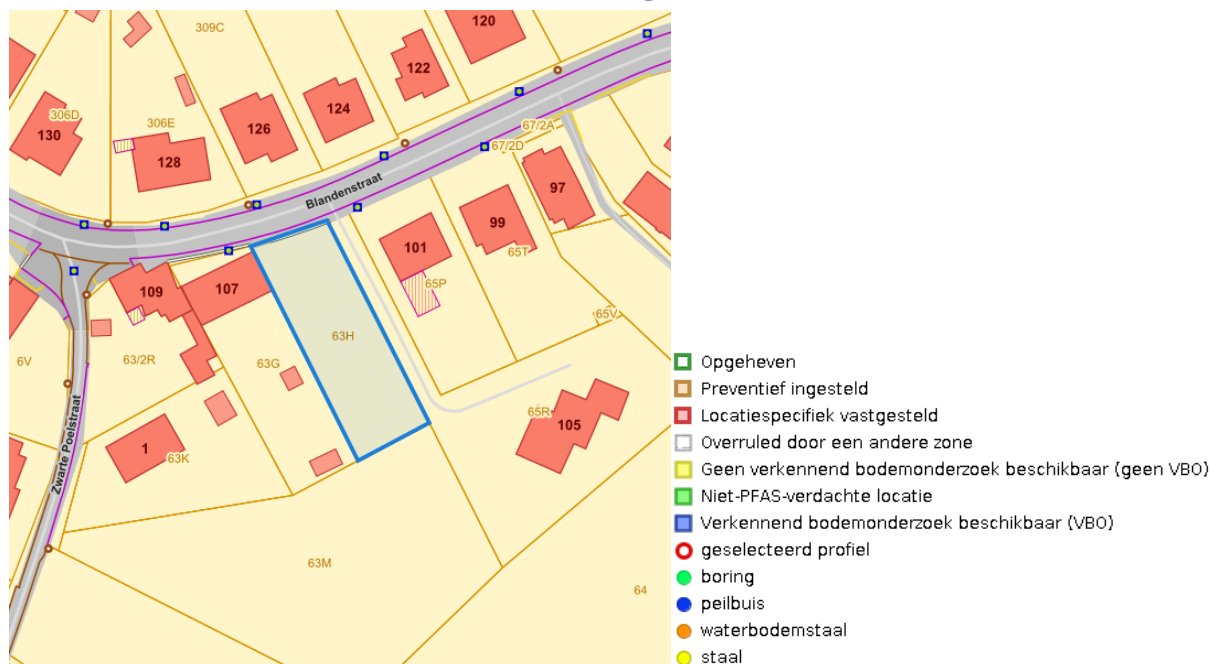 309C
120
122
124
126
128
130
306D
306E
67/2A
67/2D
Blandenstraat
97
99
101
65T
65P
65V
109
107
63H
63G
63/2R
6V
65R
105
1
63K
Zwarte Poelstraat
63M
64
Opgeheven
Preventief ingesteld
Locatiespecifiek vastgesteld
Overruled door een andere zone
Geen verkennend bodemonderzoek beschikbaar (geen VBO)
Niet-PFAS-verdachte locatie
Verkennend bodemonderzoek beschikbaar (VBO)
geselecteerd profiel
boring
peilbuis
waterbodemstaal
staal